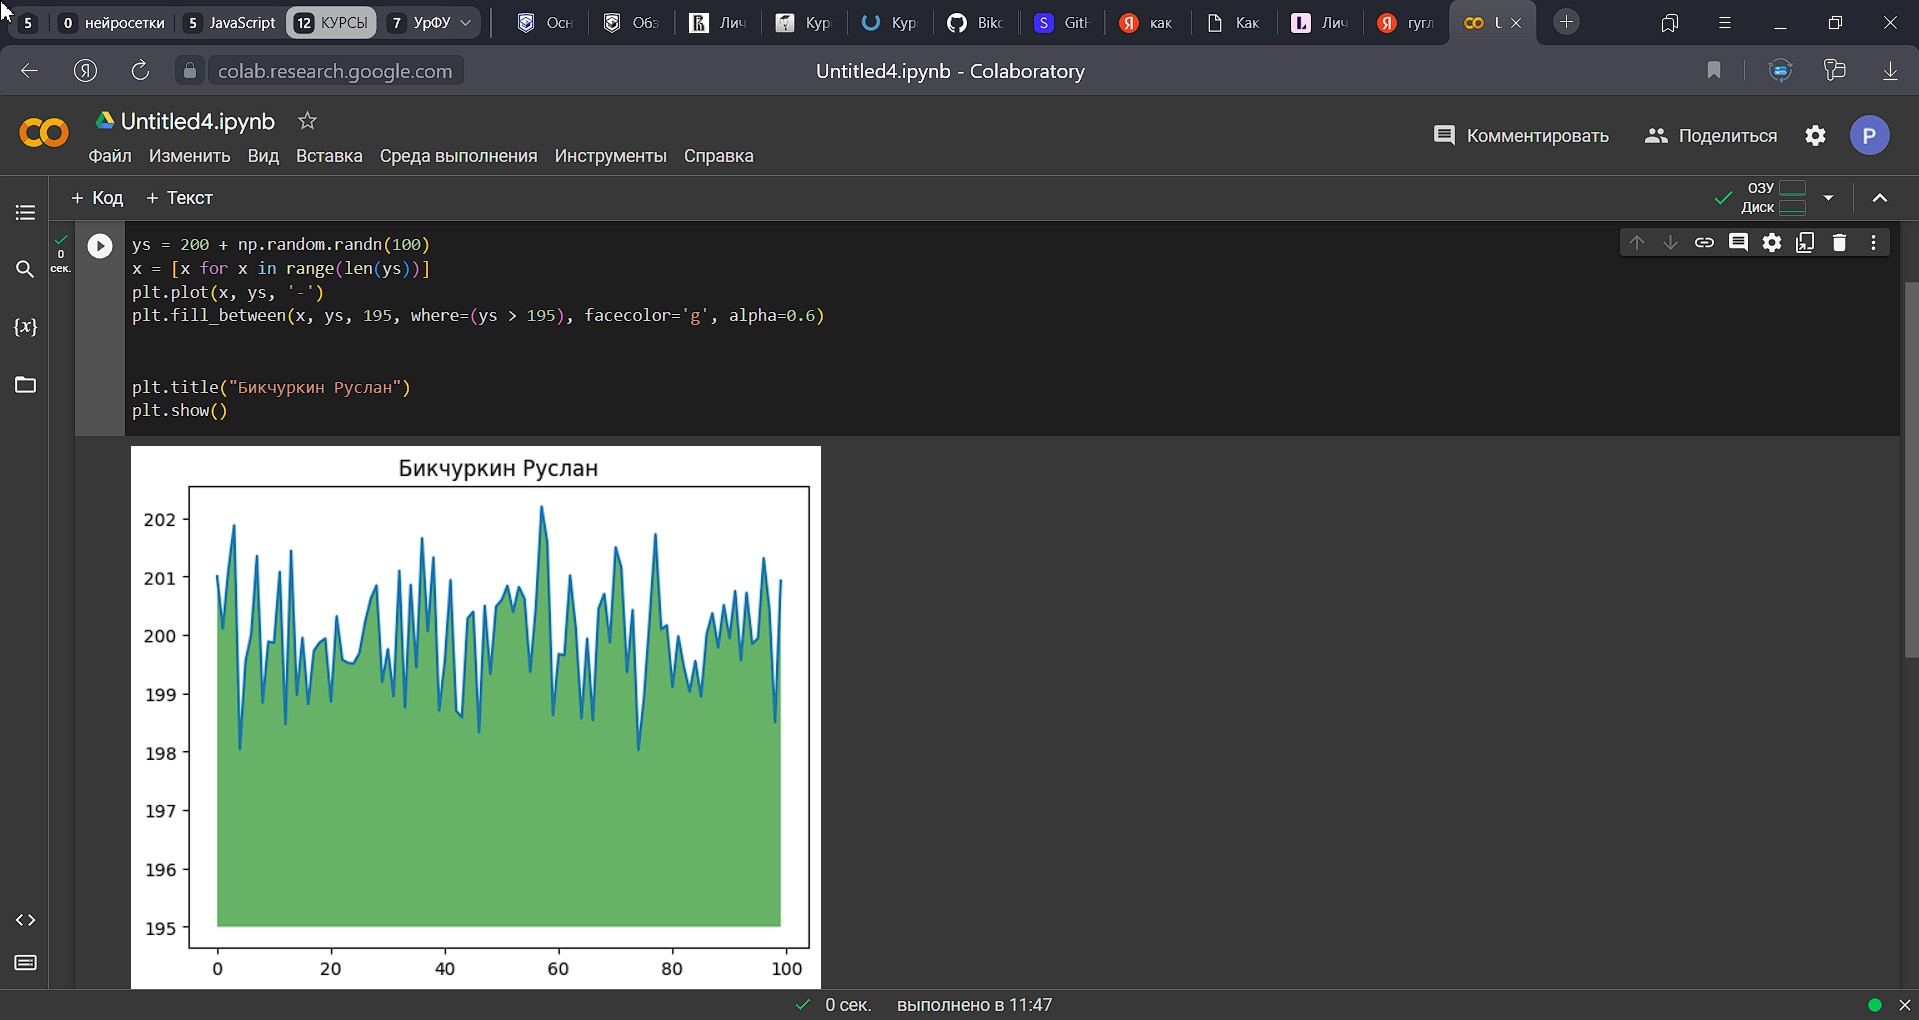 5 0 нейросетки 5 JavaScript 12 КУРСЫ 7 УрФУ Осн Обз Лич Кур Кур Bikc GitH как Как Лич гугл
colab.research.google.com Untitled4.ipynb - Colaboratory
Untitled4.ipynb
Комментировать Поделиться P
Файл Изменить Вид Вставка Среда выполнения Инструменты Справка
+ Код + Текст
ОЗУ
Диск
0
сек.
ys = 200 + np.random.randn(100)
x = [x for x in range(len(ys))]
plt.plot(x, ys, '-')
plt.fill_between(x, ys, 195, where=(ys > 195), facecolor='g', alpha=0.6)
plt.title("Бикчуркин Руслан")
plt.show()
Бикчуркин Руслан
202
201
200
199
198
197
196
195
0 20 40 60 80 100
0 сек. выполнено в 11:47